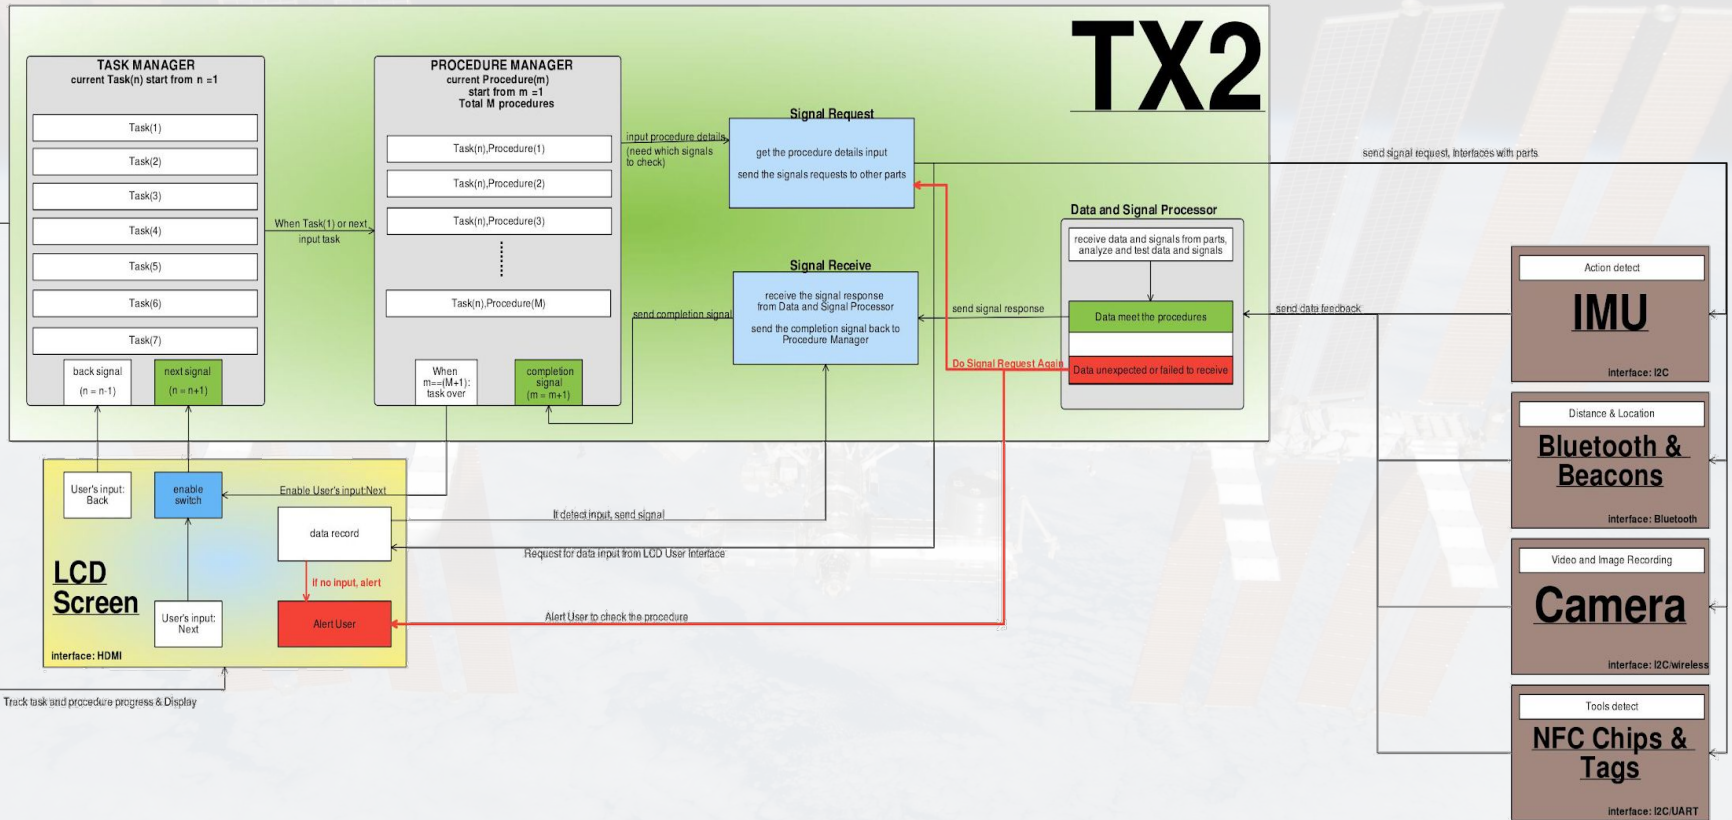 TX2
TASK MANAGER
current Task(n) start from n =1
Task(1)
Task(2)
Task(3)
Task(4)
Task(5)
Task(6)
Task(7)
back signal
(n = n-1)
next signal
(n = n+1)
When Task(1) or next
input task
PROCEDURE MANAGER
current Procedure(m)
start from m =1
Total M procedures
Task(n),Procedure(1)
Task(n),Procedure(2)
Task(n),Procedure(3)
Task(n),Procedure(M)
When
m==(M+1):
task over
completion
signal
(m = m+1)
input procedure details
(need which signals
to check)
Signal Request
get the procedure details input
send the signals requests to other parts
Signal Receive
receive the signal response
from Data and Signal Processor
send the completion signal back to
Procedure Manager
send completion signal
send signal response
Do Signal Request Again
Data and Signal Processor
receive data and signals from parts,
analyze and test data and signals
Data meet the procedures
Data unexpected or failed to receive
send signal request, Interfaces with parts
send data feedback
Action detect
IMU
interface: I2C
Distance & Location
Bluetooth &
Beacons
interface: Bluetooth
Video and Image Recording
Camera
interface: I2C/wireless
Tools detect
NFC Chips &
Tags
interface: I2C/UART
User's input:
Back
enable
switch
Enable User's input:Next
data record
If detect input, send signal
Request for data input from LCD User Interface
if no input, alert
LCD
Screen
User's input:
Next
Alert User
Alert User to check the procedure
interface: HDMI
Track task and procedure progress & Display